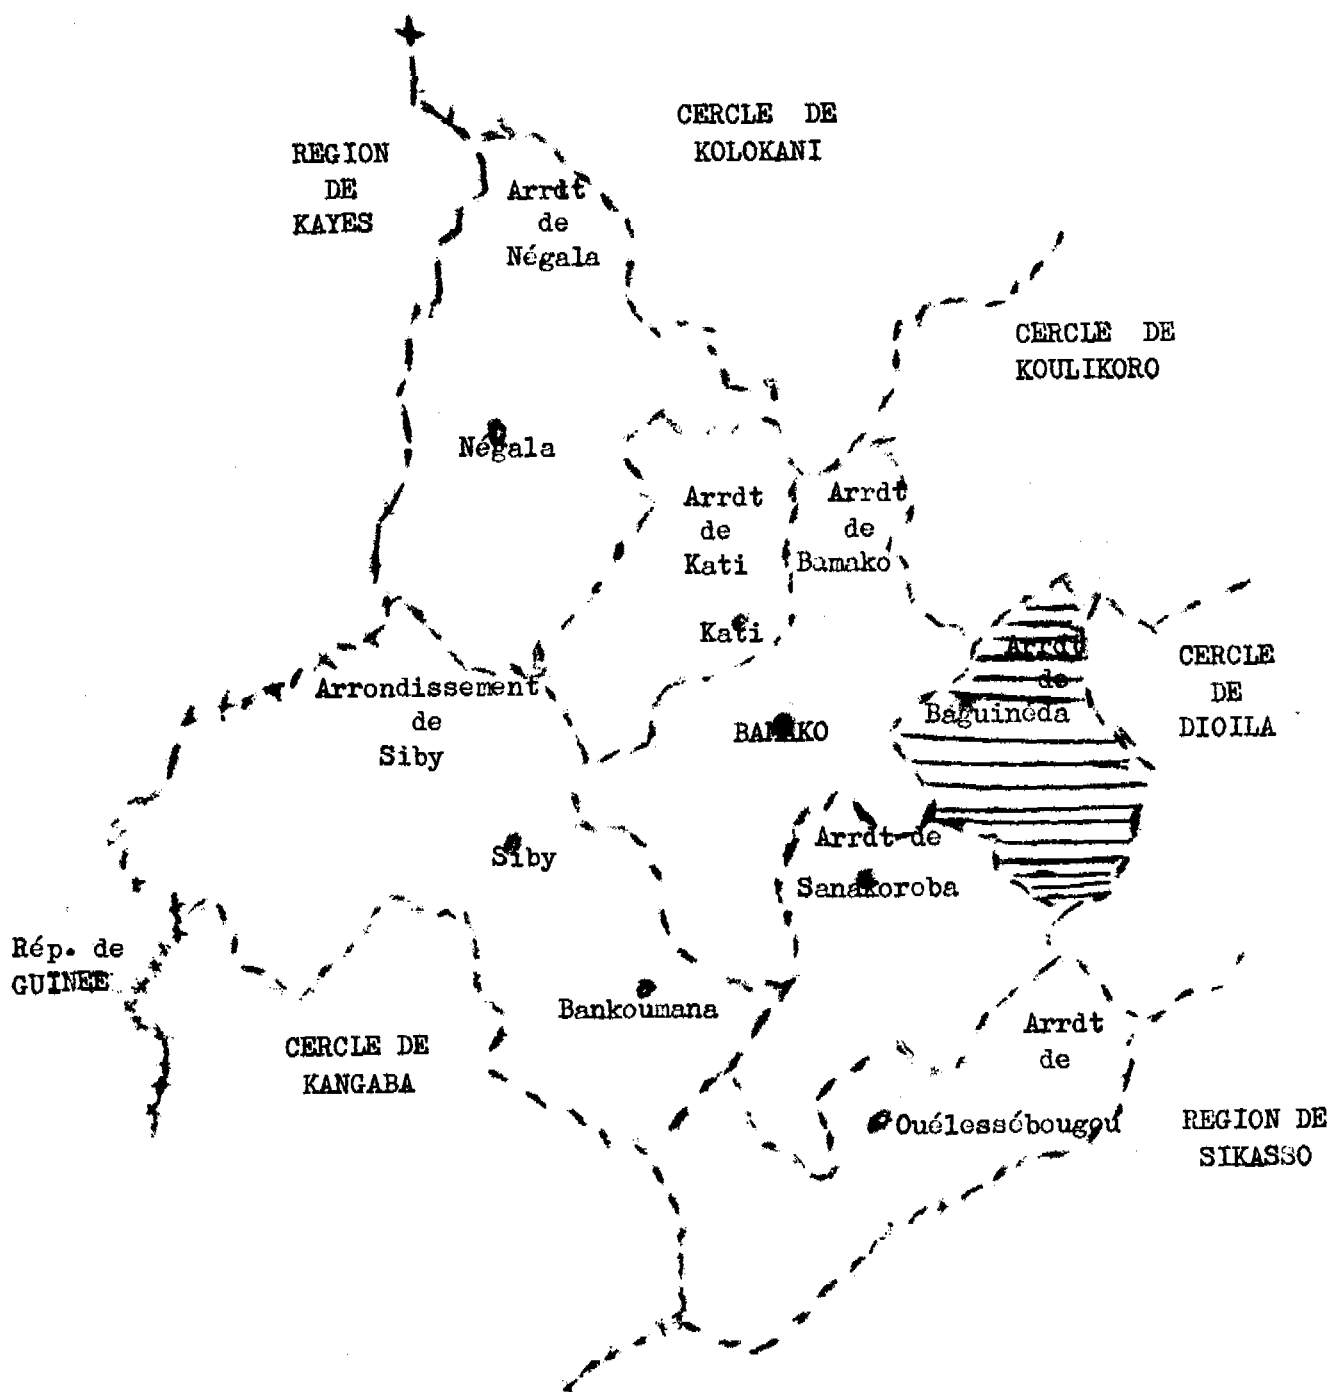 CERCLE DE
KOLOKANI
REGION
DE
KAYES
Arrdt
de
Négala
CERCLE DE
KOULIKORO
Négala
Arrdt
de
Kati
Arrdt
de
Bamako
Kati
Arrdt
de
Baguineda
CERCLE
DE
DIOILA
Arrondissement
de
Siby
BAMAKO
Siby
Arrdt de
Sanakoroba
Rép. de
GUINEE
Bankoumana
CERCLE DE
KANGABA
Arrdt
de
Ouélessébougou
REGION DE
SIKASSO